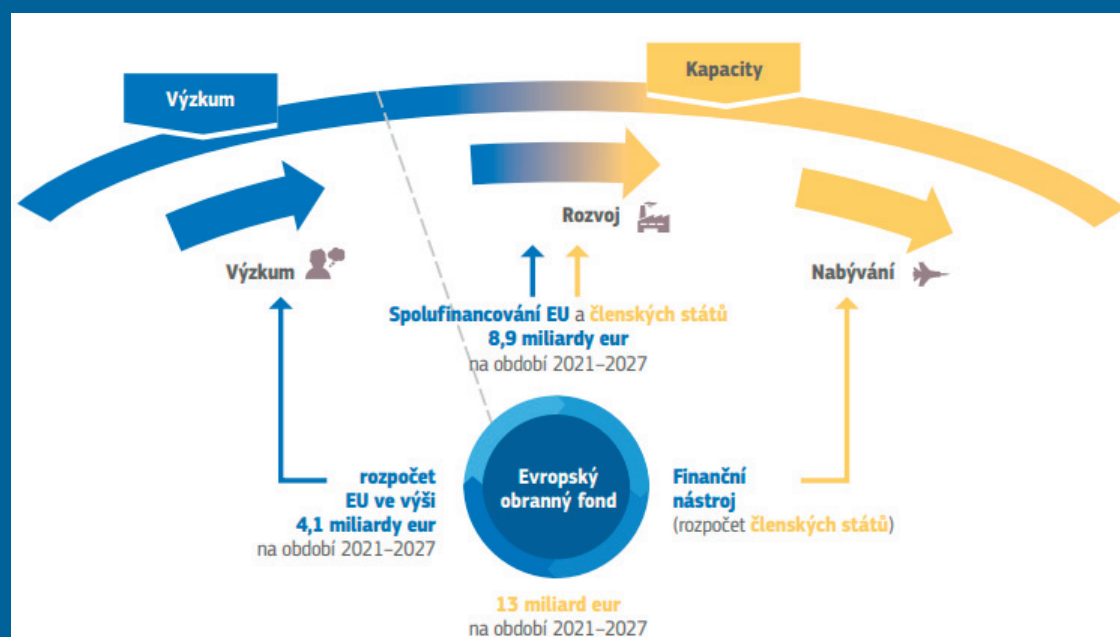 Výzkum
Kapacity
Výzkum
Rozvoj
Nabývání
Spolufinancování EU a členských států
8,9 miliardy eur
na období 2021–2027
rozpočet
EU ve výši
4,1 miliardy eur
na období 2021–2027
Evropský
obranný fond
Finanční
nástroj
(rozpočet členských států)
13 miliard eur
na období 2021–2027